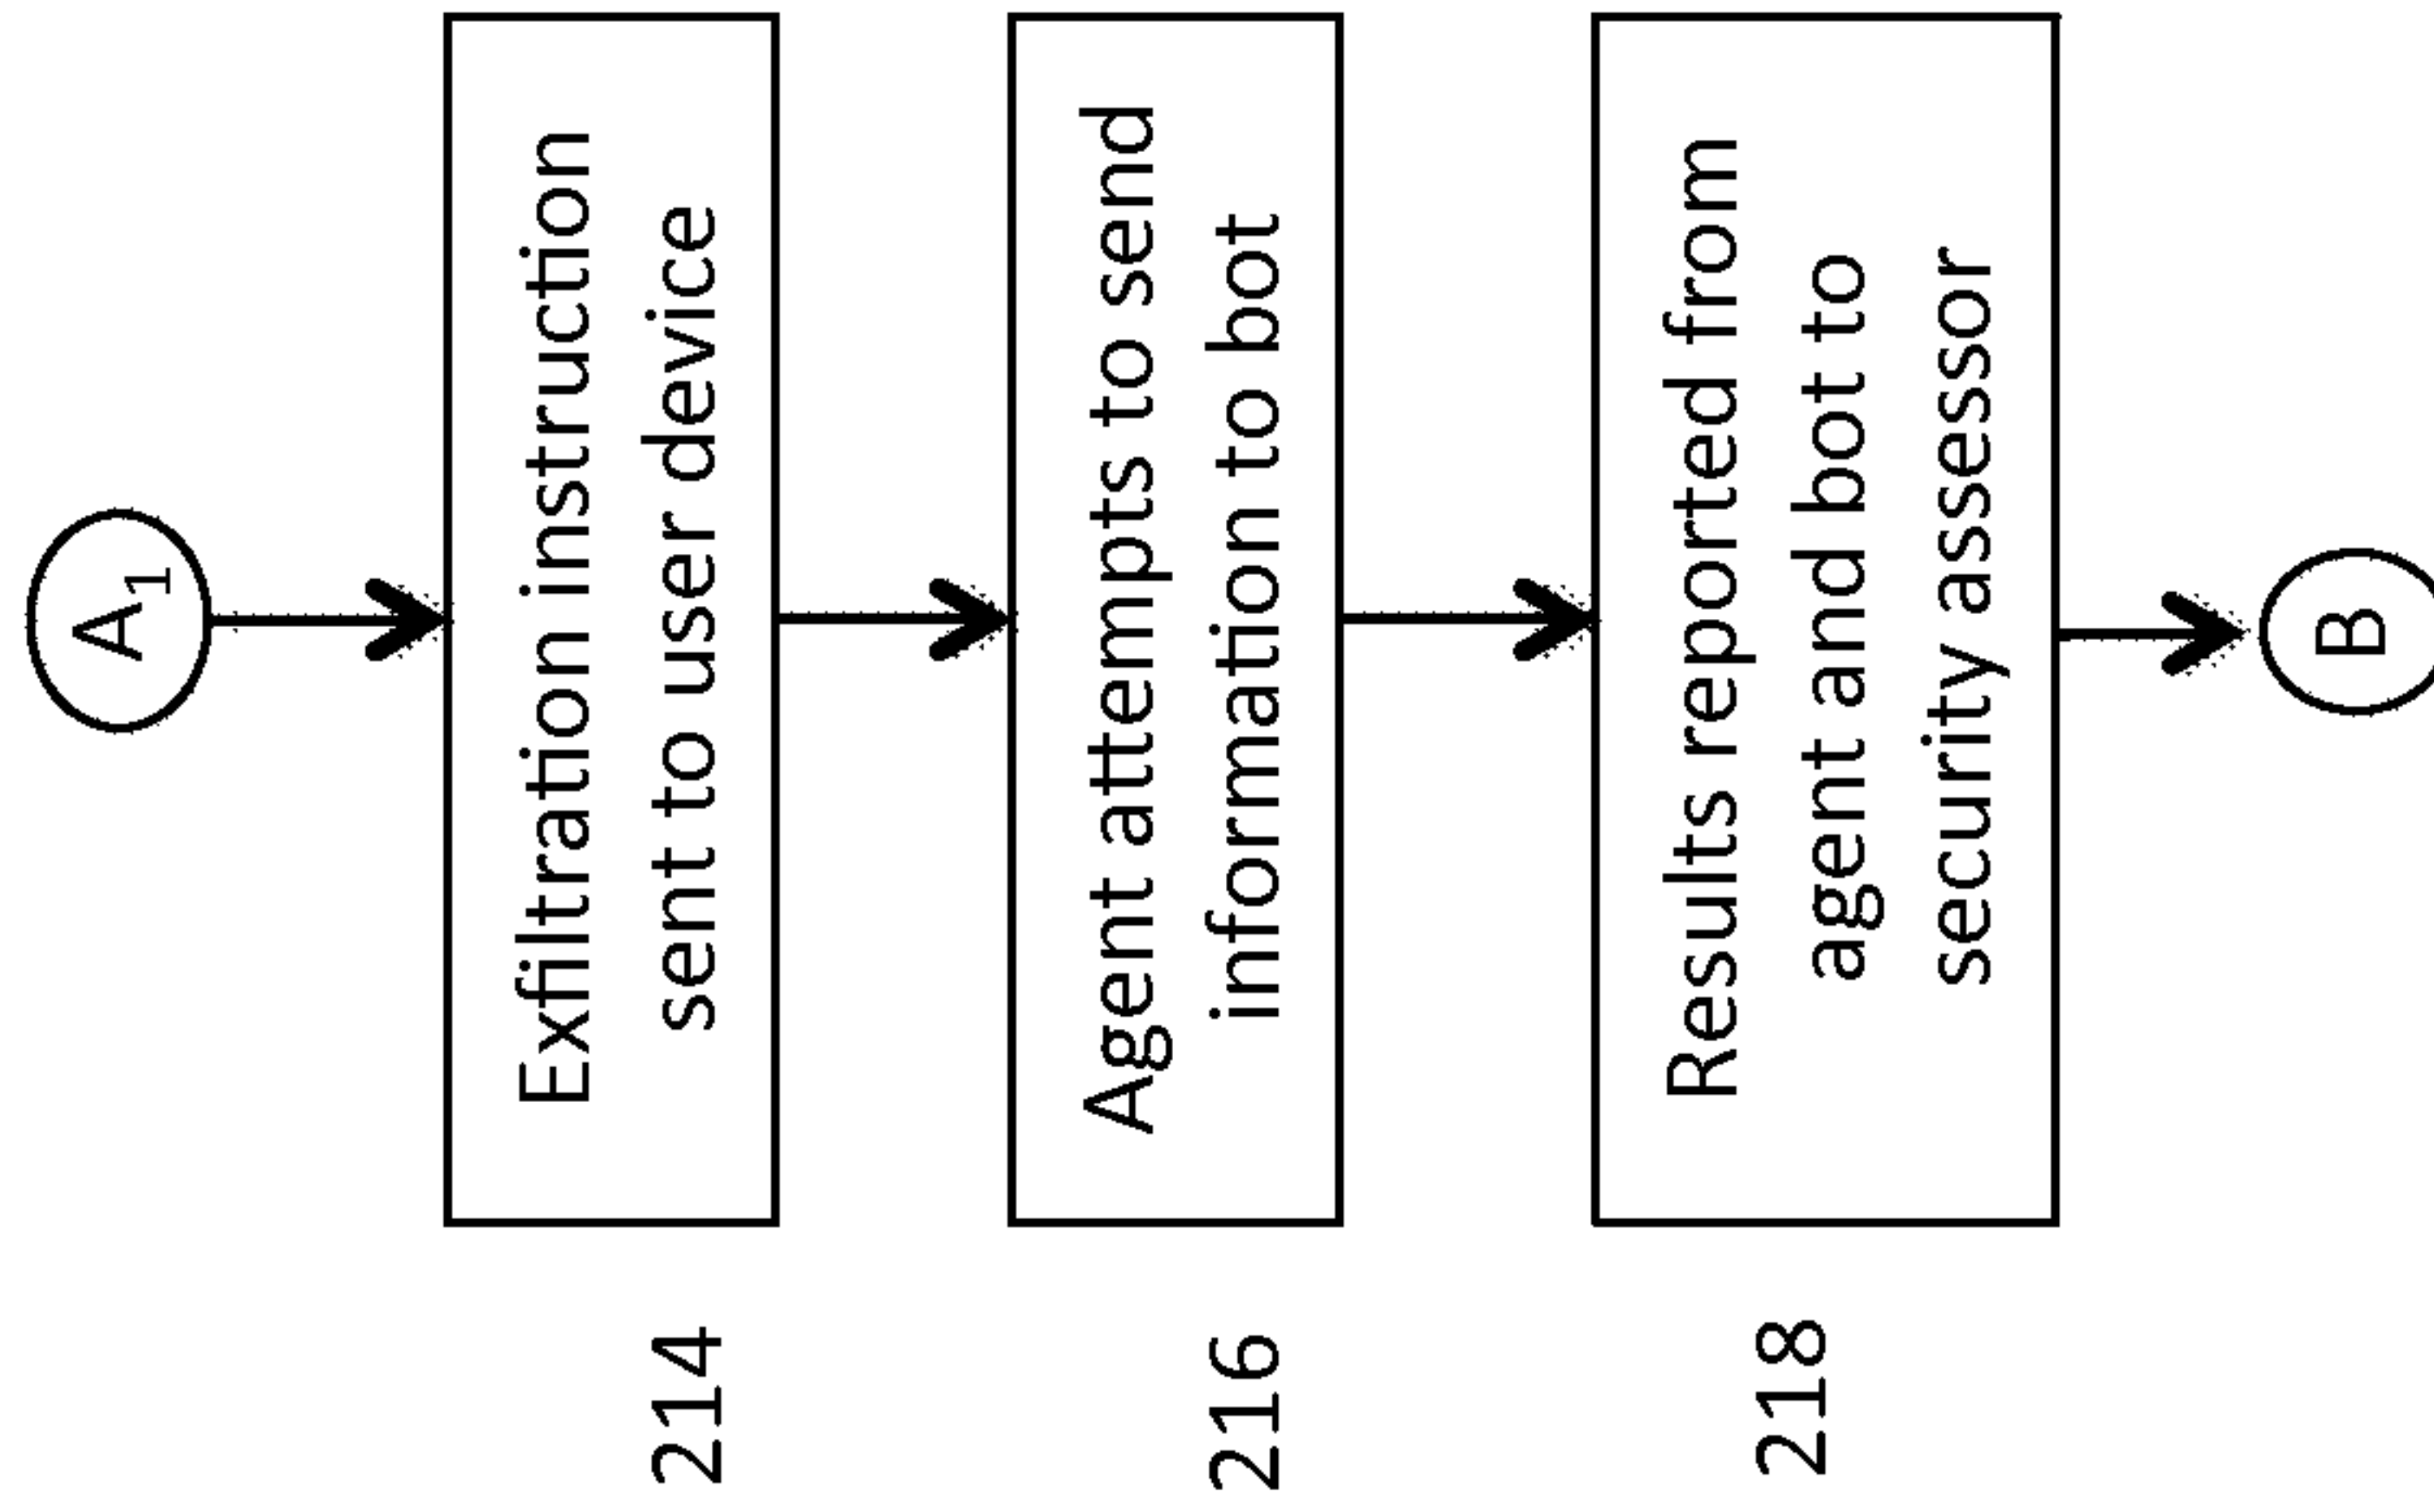 A1
214
Exfiltration instruction
sent to user device
216
Agent attempts to send
information to bot
218
Results reported from
agent and bot to
security assessor
B